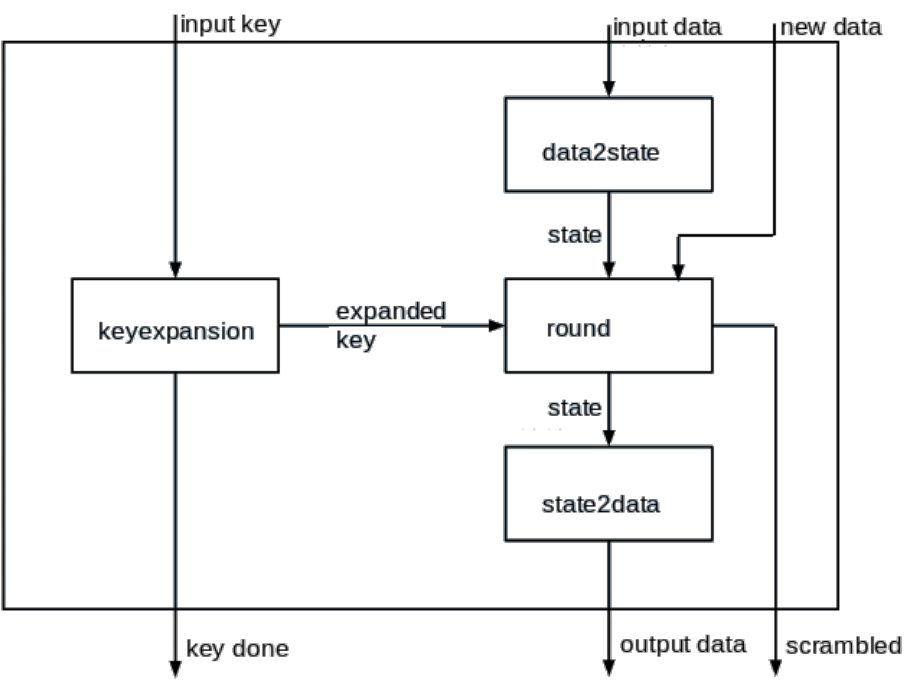 input key
input data
new data
data2state
state
keyexpansion
expanded
key
round
state
state2data
key done
output data
scrambled